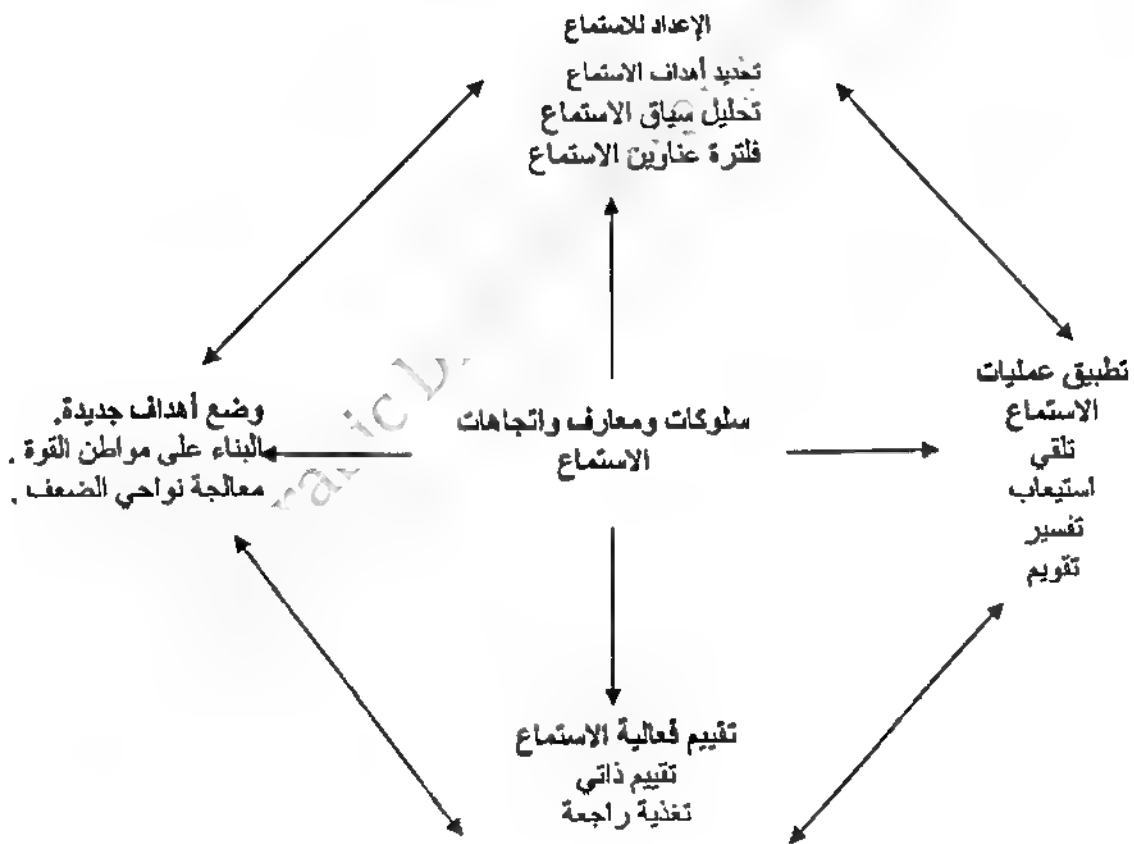 الإعداد للاستماع
تحديد أهداف الاستماع
تحليل سياق الاستماع
فلترة عناوين الاستماع
تطبيق عمليات
الاستماع
تلقي
استيعاب
تفسير
تقويم
سلوكات ومعارف واتجاهات
الاستماع
وضع أهداف جديدة.
البناء على مواطن القوة .
معالجة نواحي الضعف .
تقييم فعالية الاستماع
تقييم ذاتي
تغذية راجعة